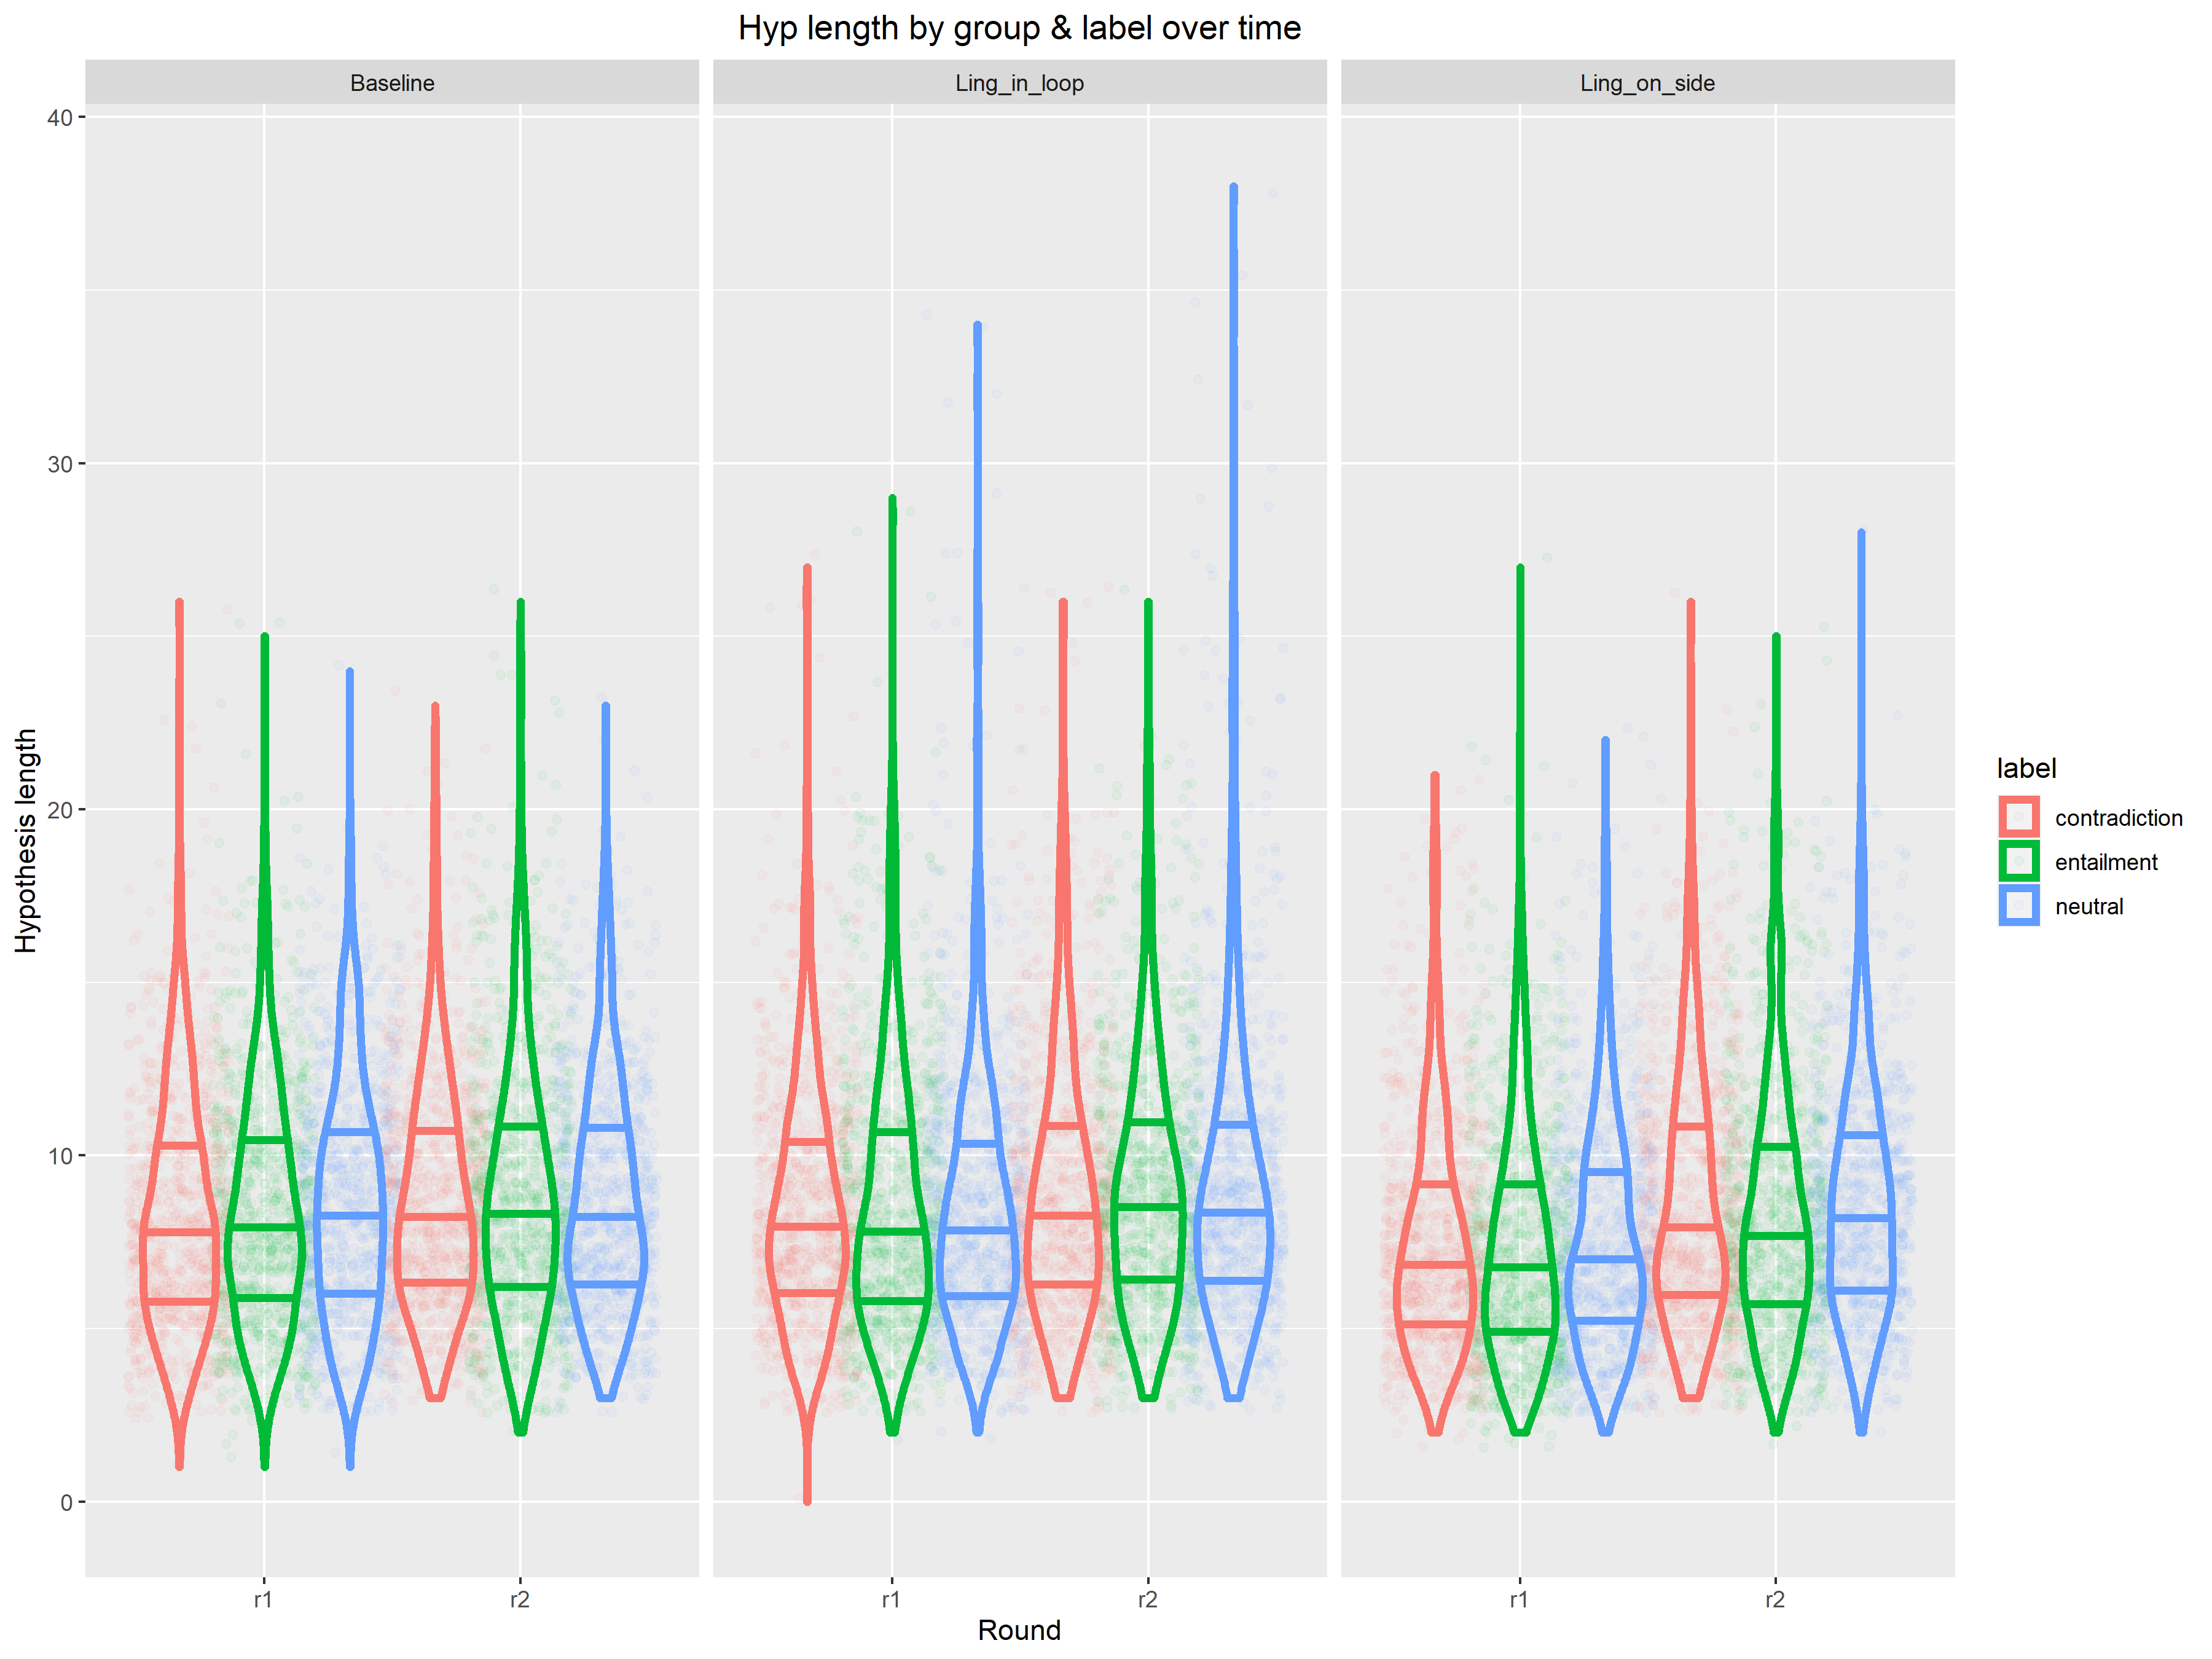 Hyp length by group & label over time
Baseline
Ling_in_loop
Ling_on_side
40
30
20
10
0
Hypothesis length
r1
r2
r1
r2
r1
r2
Round
label
contradiction
entailment
neutral